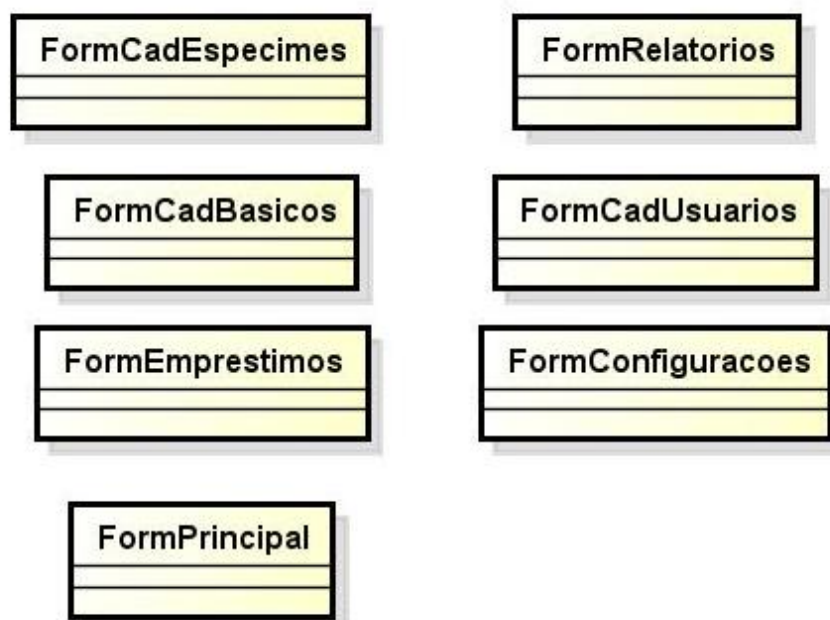 FormCadEspecimes
FormRelatorios
FormCadBasicos
FormCadUsuarios
FormEmprestimos
FormConfiguracoes
FormPrincipal